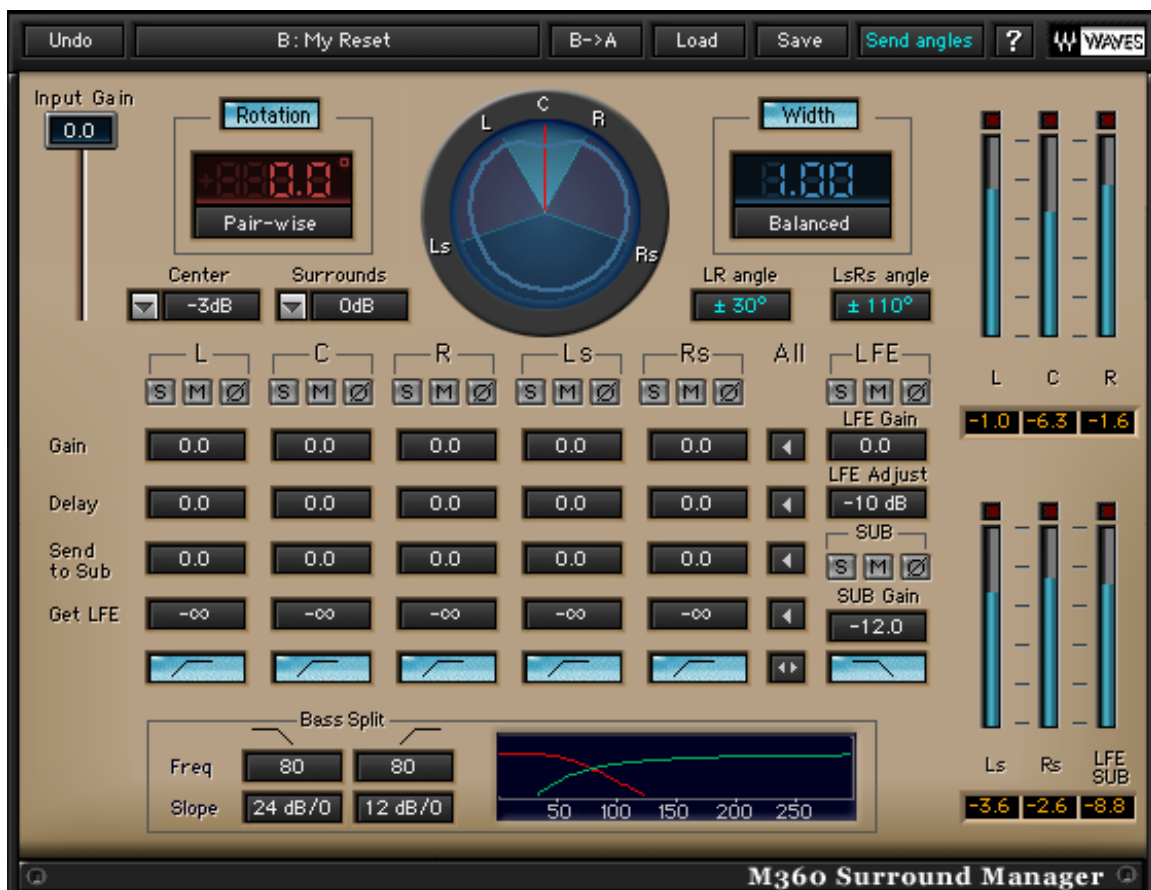 Undo B: My Reset B->A Load Save Send angles ? WAVES
Input Gain
0.0
Rotation
0.0°
Pair-wise
Center Surrounds
-3dB 0dB
L C R
Ls Rs
Width
1.00
Balanced
LR angle LsRs angle
± 30° ± 110°
L C R Ls Rs All LFE
S M Ø S M Ø S M Ø S M Ø S M Ø S M Ø
LFE Gain
Gain 0.0 0.0 0.0 0.0 0.0 0.0
LFE Adjust
Delay 0.0 0.0 0.0 0.0 0.0 -10 dB
SUB
Send
to Sub 0.0 0.0 0.0 0.0 0.0 S M Ø
SUB Gain
Get LFE -∞ -∞ -∞ -∞ -∞ -12.0
L C R
-1.0 -6.3 -1.6
Bass Split
Freq 80 80
Slope 24 dB/O 12 dB/O
50 100 150 200 250
Ls Rs LFE
SUB
-3.6 -2.6 -8.8
M360 Surround Manager